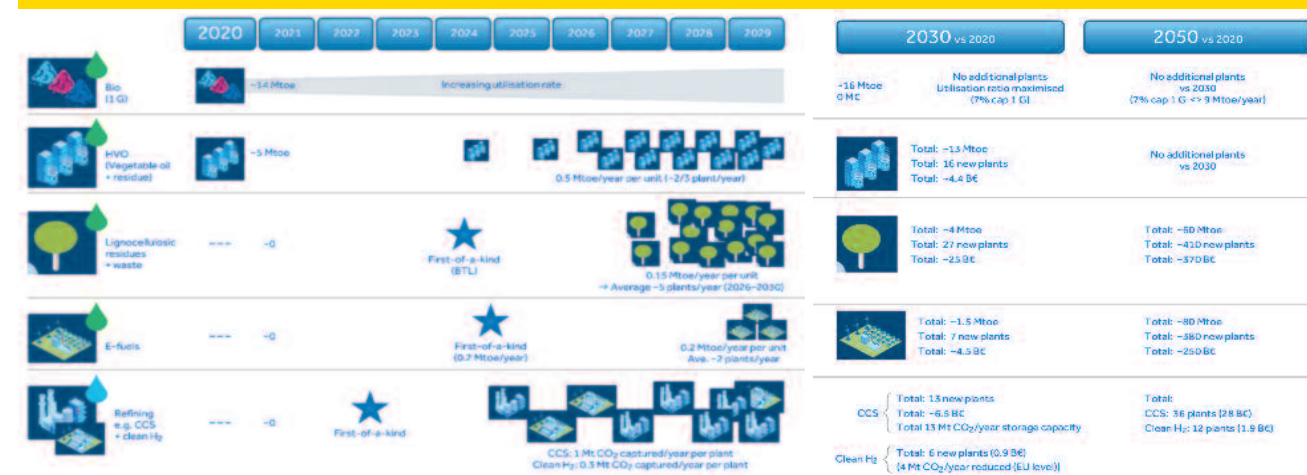 2020 2021 2022 2023 2024 2025 2026 2027 2028 2029
2030 vs 2020
2050 vs 2020
Bio
(1 G)
~14 Mtoe
Increasing utilisation rate
~16 Mtoe
0 M€
No additional plants
Utilisation ratio maximised
(7% cap 1 G)
No additional plants
vs 2030
(7% cap 1 G <> 9 Mtoe/year)
HVO
(Vegetable oil
+ residue)
~5 Mtoe
0.5 Mtoe/year per unit (~2/3 plant/year)
Total: ~13 Mtoe
Total: 16 new plants
Total: ~4.4 B€
No additional plants
vs 2030
Lignocellulosic
residues
+ waste
---
~0
First-of-a-kind
(BTL)
0.15 Mtoe/year per unit
→ Average ~5 plants/year (2026–2030)
Total: ~4 Mtoe
Total: 27 new plants
Total: ~25 B€
Total: ~60 Mtoe
Total: ~410 new plants
Total: ~370 B€
E-fuels
---
~0
First-of-a-kind
(0.2 Mtoe/year)
0.2 Mtoe/year per unit
Ave. ~2 plants/year
Total: ~1.5 Mtoe
Total: 7 new plants
Total: ~4.5 B€
Total: ~80 Mtoe
Total: ~380 new plants
Total: ~250 B€
Refining
e.g. CCS
+ clean H₂
---
~0
First-of-a-kind
CCS: 1 Mt CO₂ captured/year per plant
Clean H₂: 0.3 Mt CO₂ captured/year per plant
CCS
Total: 13 new plants
Total: ~6.5 B€
Total 13 Mt CO₂/year storage capacity
Clean H₂
Total: 6 new plants (0.9 B€)
(4 Mt CO₂/year reduced (EU level))
Total:
CCS: 36 plants (28 B€)
Clean H₂: 12 plants (1.9 B€)